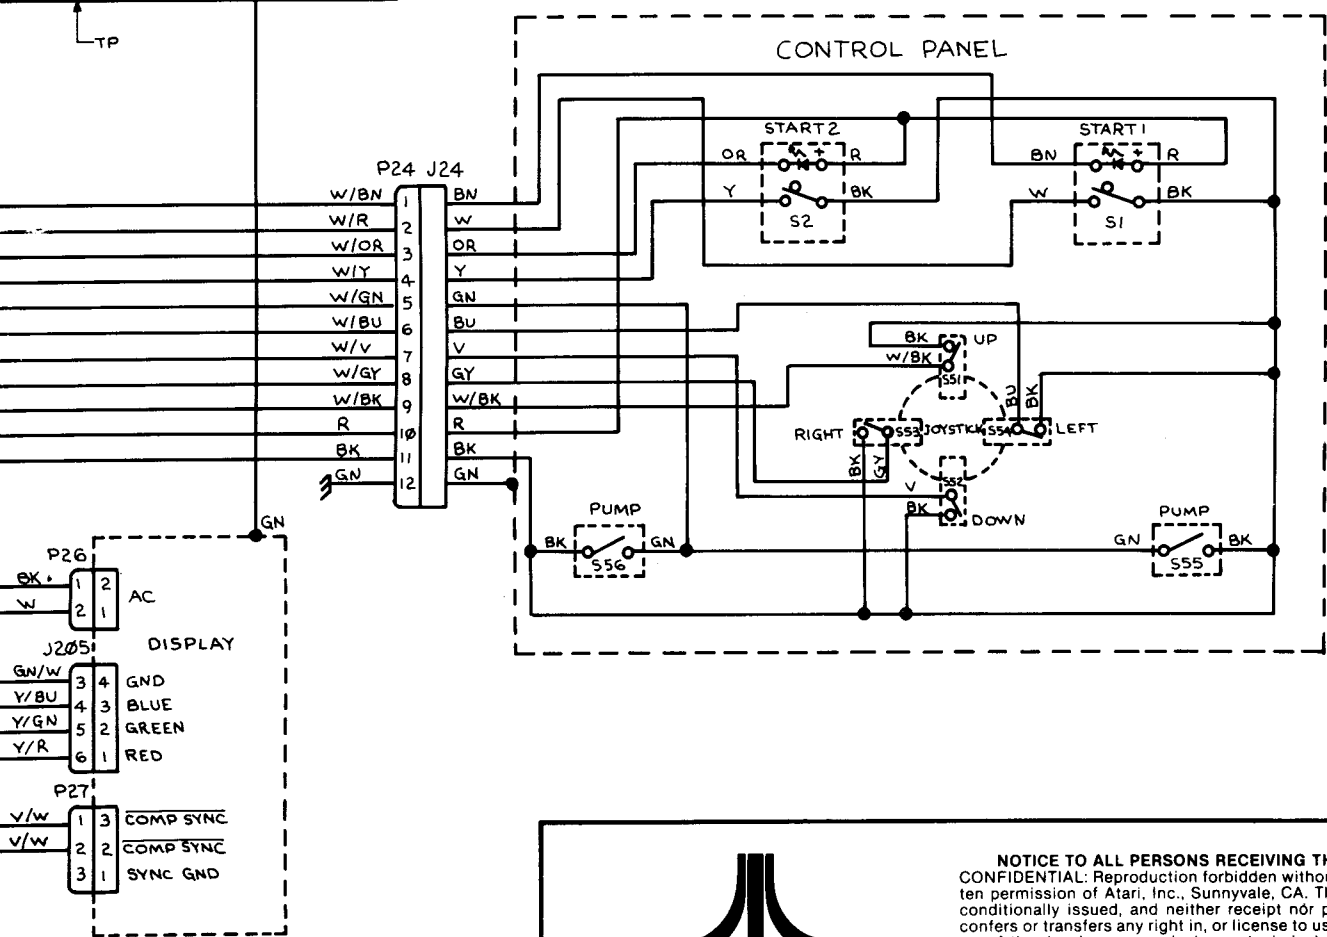 TP
CONTROL PANEL
START 2
START 1
OR R
BN R
Y BK
W BK
S2
S1
P24 J24
W/BN 1 BN
W/R 2 W
W/OR 3 OR
W/Y 4 Y
W/GN 5 GN
W/BU 6 BU
W/V 7 V
W/GY 8 GY
W/BK 9 W/BK
R 10 R
BK 11 BK
GN 12 GN
BK UP
W/BK
S51
BU
BK
RIGHT S53 JOYSTICK S54 LEFT
BK
GY
S52
V
BK DOWN
PUMP
BK GN
S56
PUMP
GN BK
S55
GN
P26
BK 1 2
W 2 1
AC
DISPLAY
J205
GN/W 3 4 GND
Y/BU 4 3 BLUE
Y/GN 5 2 GREEN
Y/R 6 1 RED
P27
V/W 1 3 COMP SYNC
V/W 2 2 COMP SYNC
3 1 SYNC GND
NOTICE TO ALL PERSONS RECEIVING TH
CONFIDENTIAL: Reproduction forbidden withou
ten permission of Atari, Inc., Sunnyvale, CA. Tl
conditionally issued, and neither receipt nor p
confers or transfers any right in, or license to us